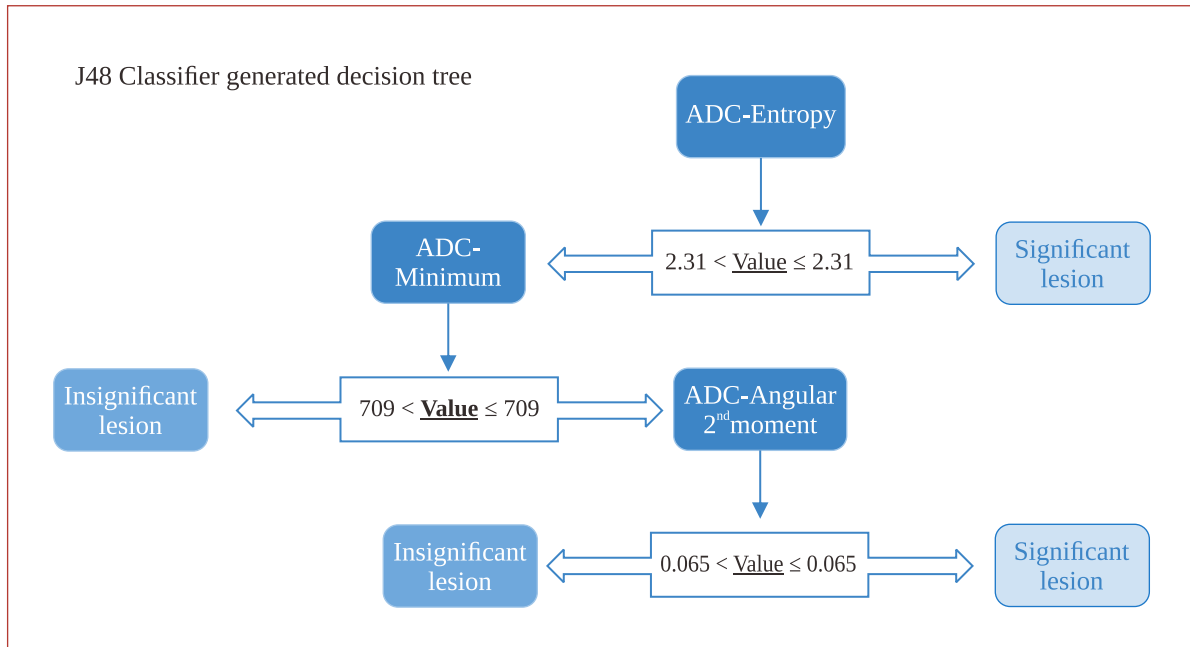 J48 Classifier generated decision tree
ADC-Entropy
ADC-
Minimum
2.31 < Value ≤ 2.31
Significant
lesion
Insignificant
lesion
709 < Value ≤ 709
ADC-Angular
2nd moment
Insignificant
lesion
0.065 < Value ≤ 0.065
Significant
lesion